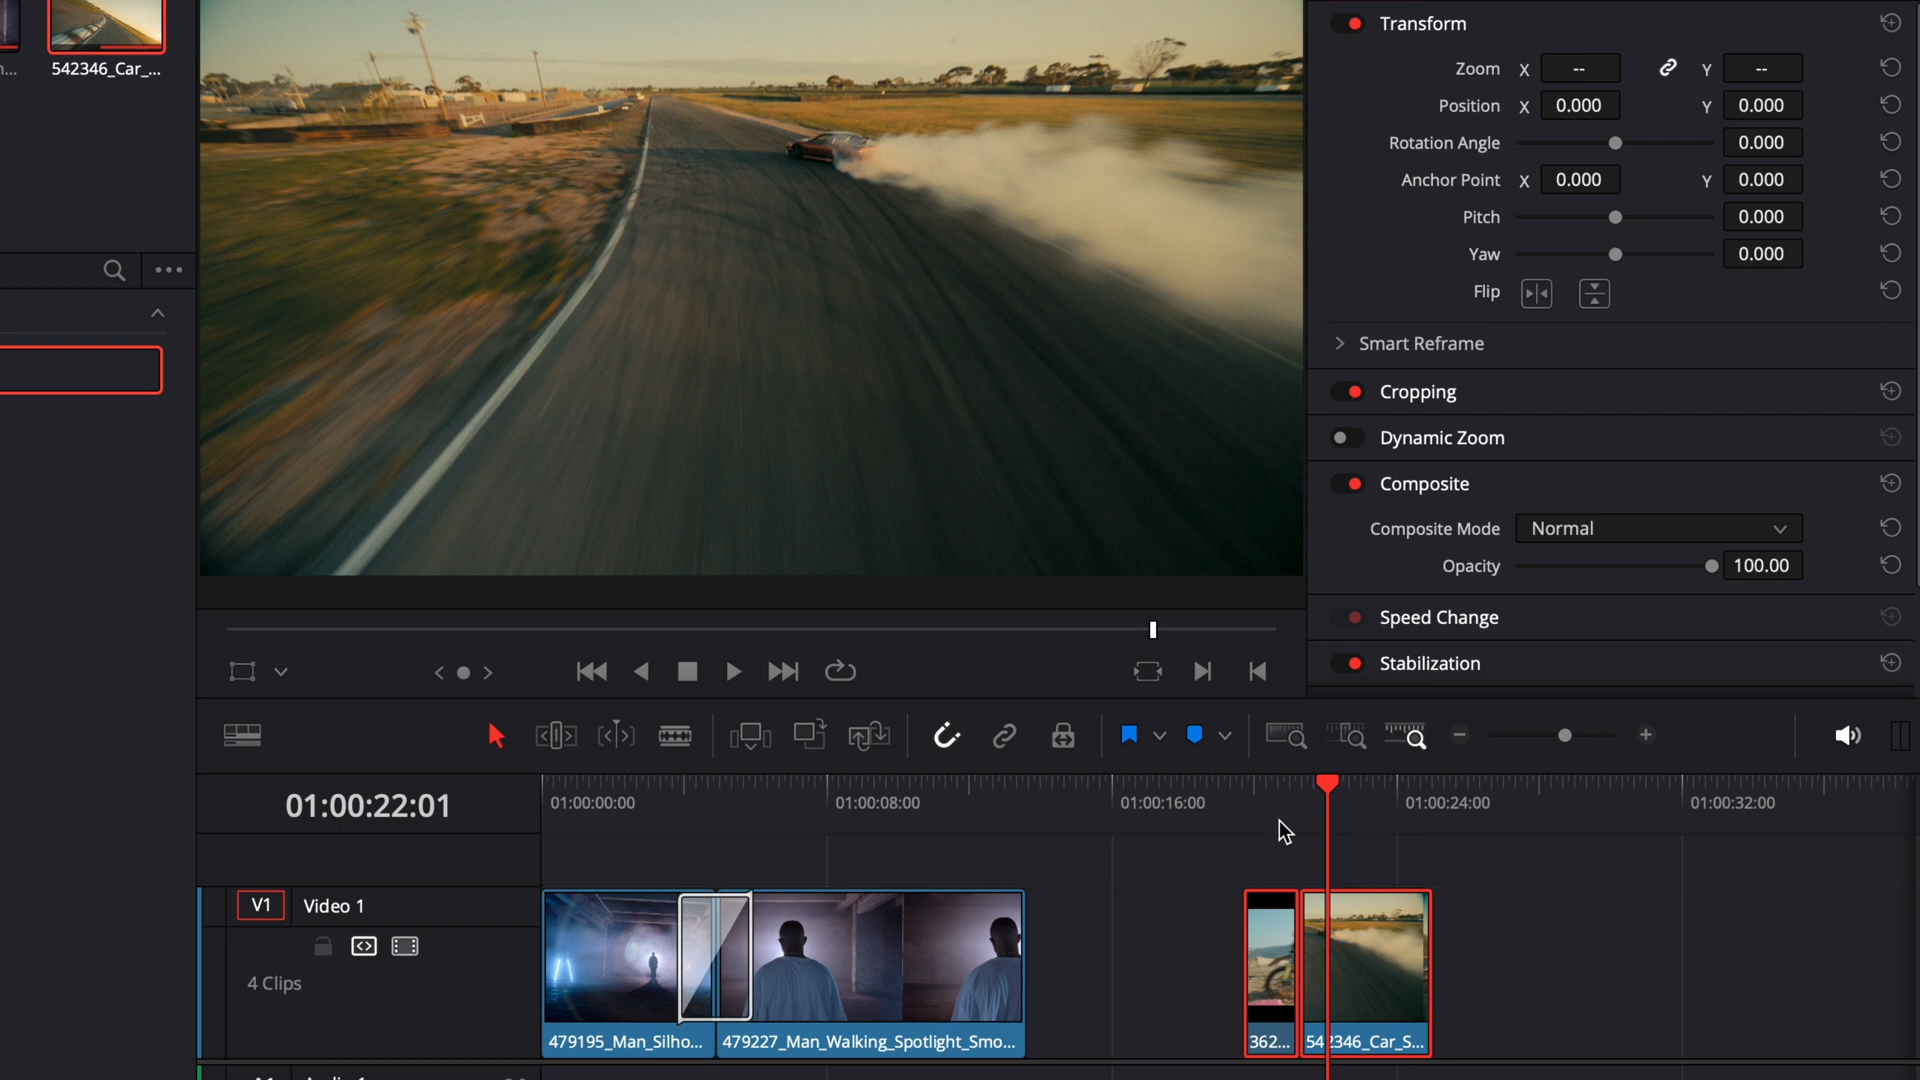 n...
542346_Car_...
Transform
Zoom X -- Y --
Position X 0.000 Y 0.000
Rotation Angle 0.000
Anchor Point X 0.000 Y 0.000
Pitch 0.000
Yaw 0.000
Flip
Smart Reframe
Cropping
Dynamic Zoom
Composite
Composite Mode Normal
Opacity 100.00
Speed Change
Stabilization
01:00:22:01
01:00:00:00 01:00:08:00 01:00:16:00 01:00:24:00 01:00:32:00
V1 Video 1
4 Clips
479195_Man_Silho... 479227_Man_Walking_Spotlight_Smo... 362... 542346_Car_S...